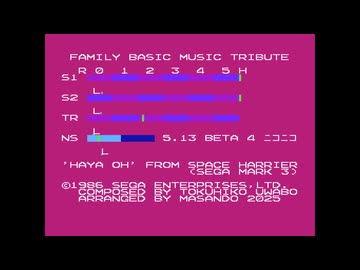 FAMILY BASIC MUSIC TRIBUTE
R 0 1 2 3 4 5 H
S1
S2
TR
NS 5.13 BETA 4 ニコニコ
'HAYA OH' FROM SPACE HARRIER
(SEGA MARK 3)
©1986 SEGA ENTERPRISES,LTD.
COMPOSED BY TOKUHIKO UWABO
ARRANGED BY MASANDO 2025